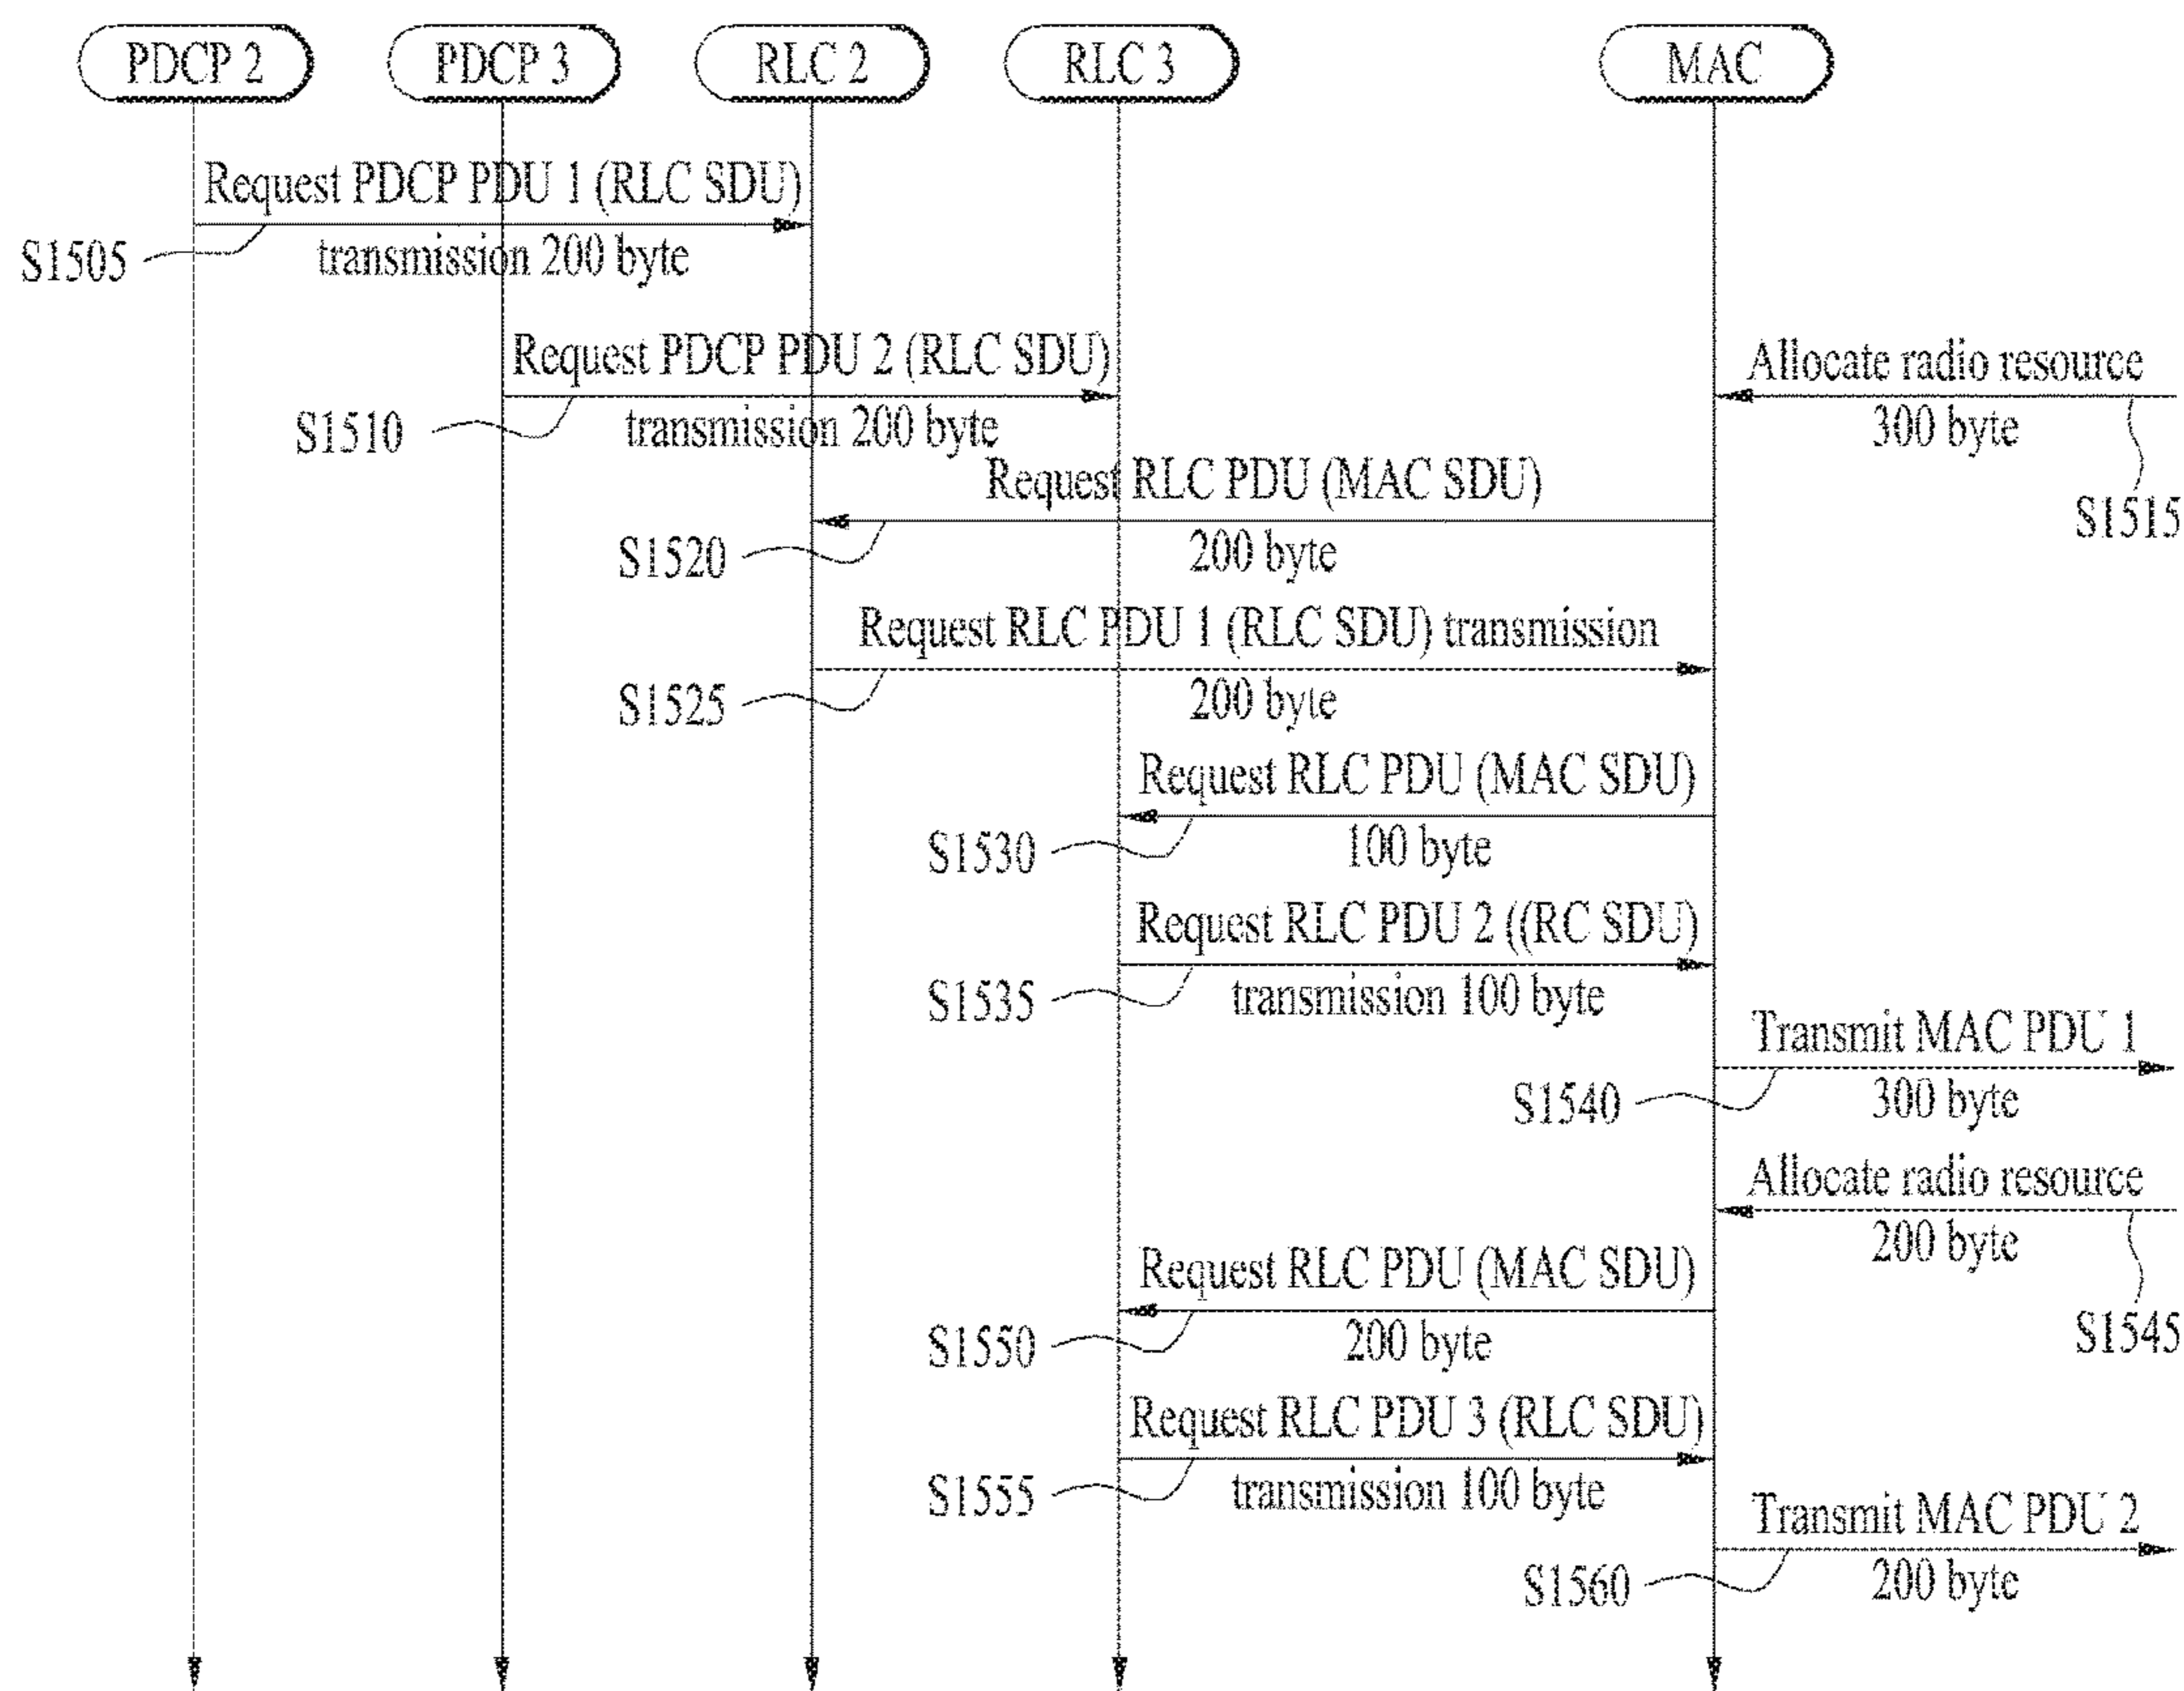 PDCP 2
PDCP 3
RLC 2
RLC 3
MAC
Request PDCP PDU 1 (RLC SDU)
transmission 200 byte
S1505
Request PDCP PDU 2 (RLC SDU)
transmission 200 byte
S1510
Allocate radio resource
300 byte
S1515
Request RLC PDU (MAC SDU)
200 byte
S1520
Request RLC PDU 1 (RLC SDU) transmission
200 byte
S1525
Request RLC PDU (MAC SDU)
100 byte
S1530
Request RLC PDU 2 ((RC SDU)
transmission 100 byte
S1535
Transmit MAC PDU 1
300 byte
S1540
Allocate radio resource
200 byte
S1545
Request RLC PDU (MAC SDU)
200 byte
S1550
Request RLC PDU 3 (RLC SDU)
transmission 100 byte
S1555
Transmit MAC PDU 2
200 byte
S1560